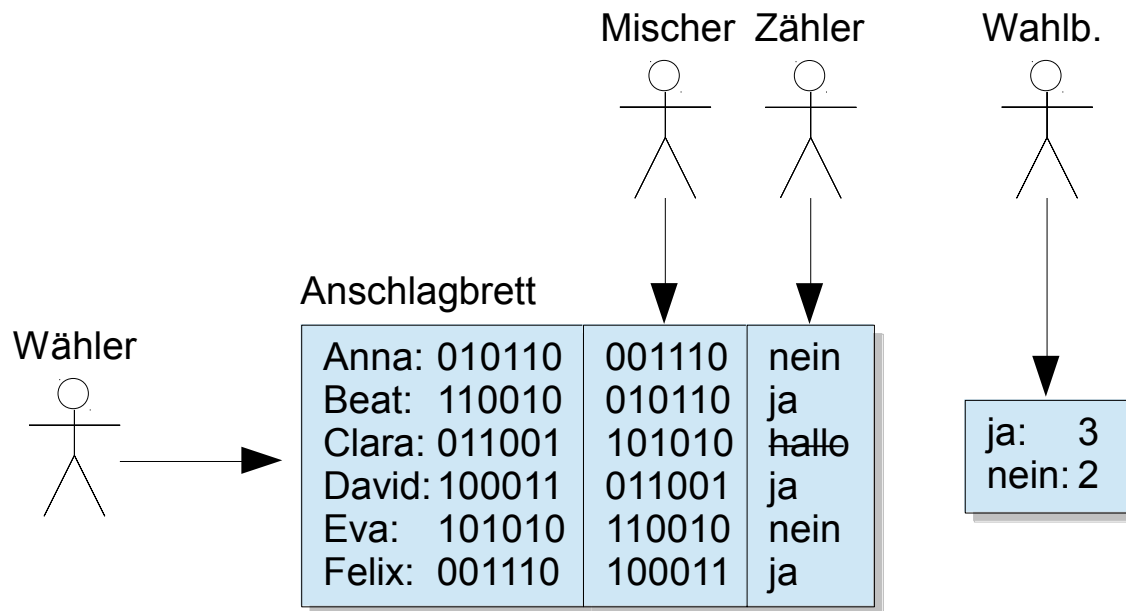 Mischer Zähler Wahlb.
Anschlagbrett
Wähler
Anna: 010110 001110 nein
Beat: 110010 010110 ja
Clara: 011001 101010 hallo
David: 100011 011001 ja
Eva: 101010 110010 nein
Felix: 001110 100011 ja
ja: 3
nein: 2